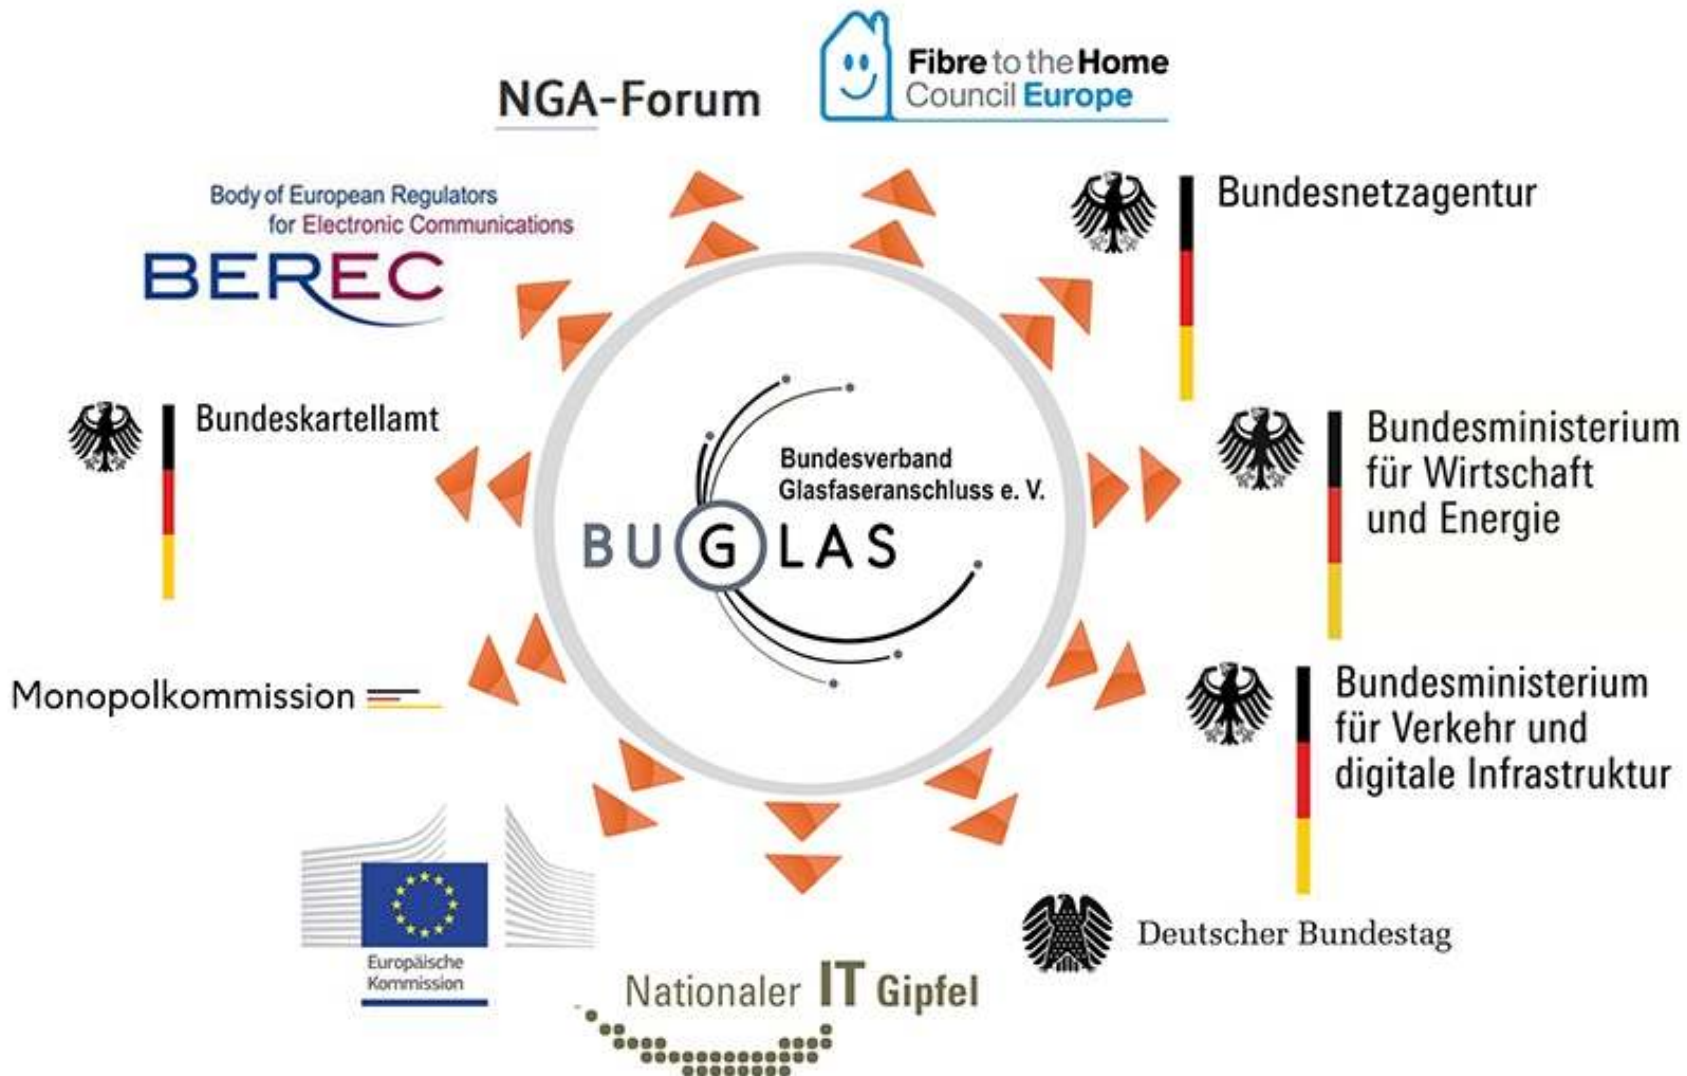 Fibre to the Home
Council Europe
NGA-Forum
Bundesnetzagentur
Body of European Regulators
for Electronic Communications
BEREC
Bundeskartellamt
Bundesministerium
für Wirtschaft
und Energie
Bundesverband
Glasfaseranschluss e. V.
BUGLAS
Monopolkommission
Bundesministerium
für Verkehr und
digitale Infrastruktur
Deutscher Bundestag
Europäische
Kommission
Nationaler IT Gipfel